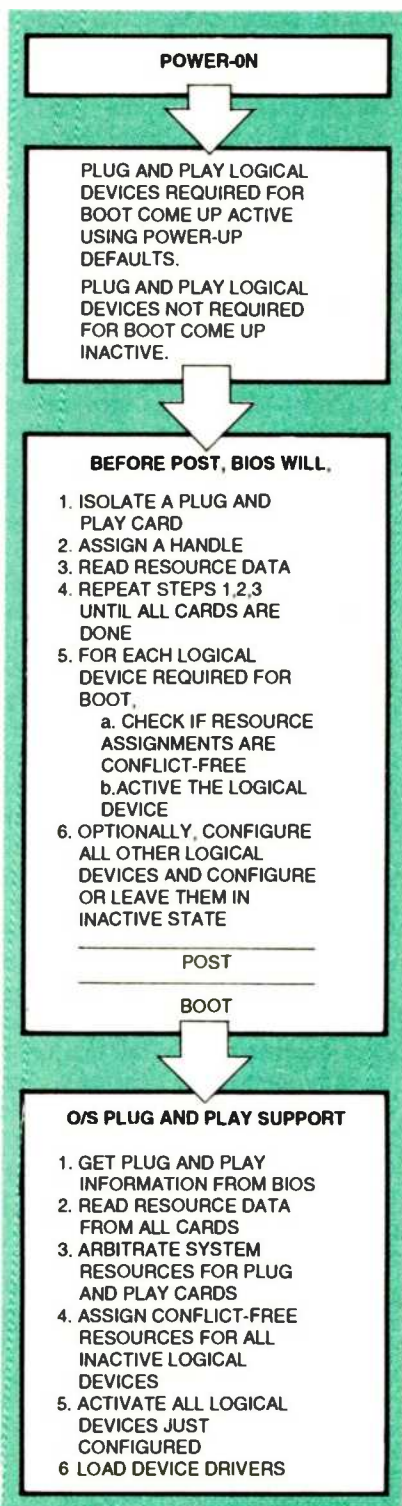 POWER-0N
PLUG AND PLAY LOGICAL
DEVICES REQUIRED FOR
BOOT COME UP ACTIVE
USING POWER-UP
DEFAULTS.
PLUG AND PLAY LOGICAL
DEVICES NOT REQUIRED
FOR BOOT COME UP
INACTIVE.
BEFORE POST, BIOS WILL,
1. ISOLATE A PLUG AND
PLAY CARD
2. ASSIGN A HANDLE
3. READ RESOURCE DATA
4. REPEAT STEPS 1,2,3
UNTIL ALL CARDS ARE
DONE
5. FOR EACH LOGICAL
DEVICE REQUIRED FOR
BOOT,
a. CHECK IF RESOURCE
ASSIGNMENTS ARE
CONFLICT-FREE
b.ACTIVE THE LOGICAL
DEVICE
6. OPTIONALLY, CONFIGURE
ALL OTHER LOGICAL
DEVICES AND CONFIGURE
OR LEAVE THEM IN
INACTIVE STATE
POST
BOOT
O/S PLUG AND PLAY SUPPORT
1. GET PLUG AND PLAY
INFORMATION FROM BIOS
2. READ RESOURCE DATA
FROM ALL CARDS
3. ARBITRATE SYSTEM
RESOURCES FOR PLUG
AND PLAY CARDS
4. ASSIGN CONFLICT-FREE
RESOURCES FOR ALL
INACTIVE LOGICAL
DEVICES
5. ACTIVATE ALL LOGICAL
DEVICES JUST
CONFIGURED
6 LOAD DEVICE DRIVERS